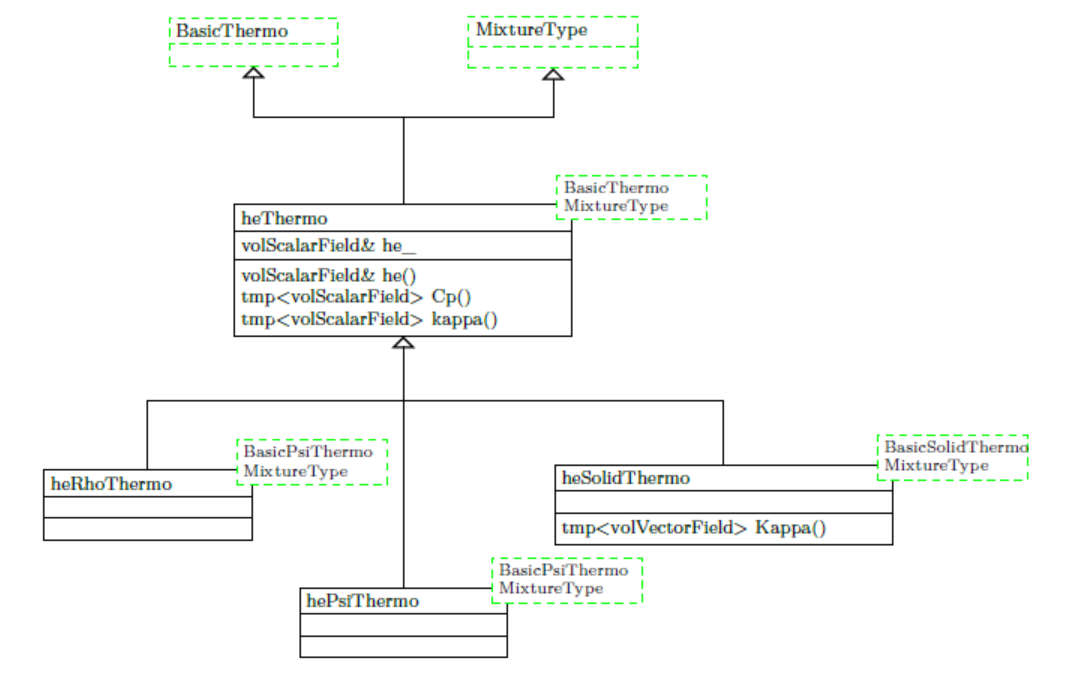 BasicThermo
MixtureType
BasicThermo
MixtureType
heThermo
volScalarField& he_
volScalarField& he()
tmp<volScalarField> Cp()
tmp<volScalarField> kappa()
BasicPsiThermo
MixtureType
heRhoThermo
BasicSolidThermo
MixtureType
heSolidThermo
tmp<volVectorField> Kappa()
BasicPsiThermo
MixtureType
hePsiThermo